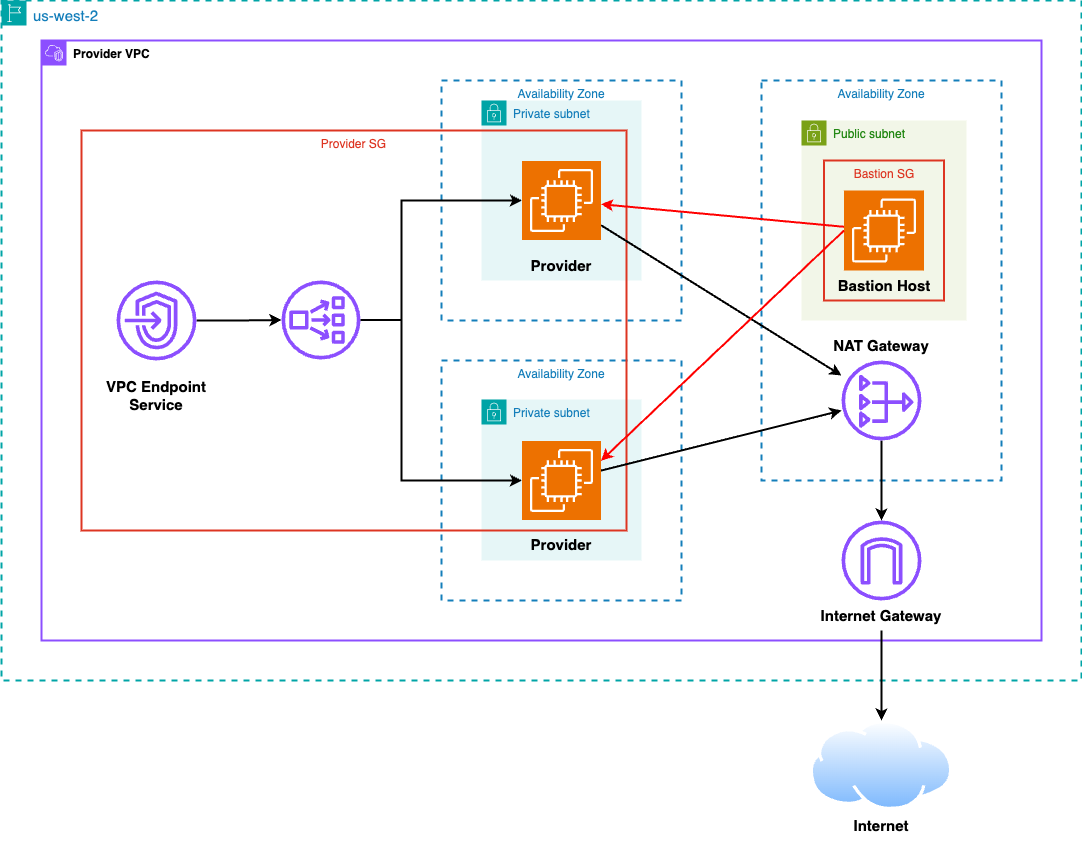 us-west-2
Provider VPC
Availability Zone
Private subnet
Provider SG
Provider
Availability Zone
Public subnet
Bastion SG
Bastion Host
VPC Endpoint
Service
Availability Zone
Private subnet
Provider
NAT Gateway
Internet Gateway
Internet